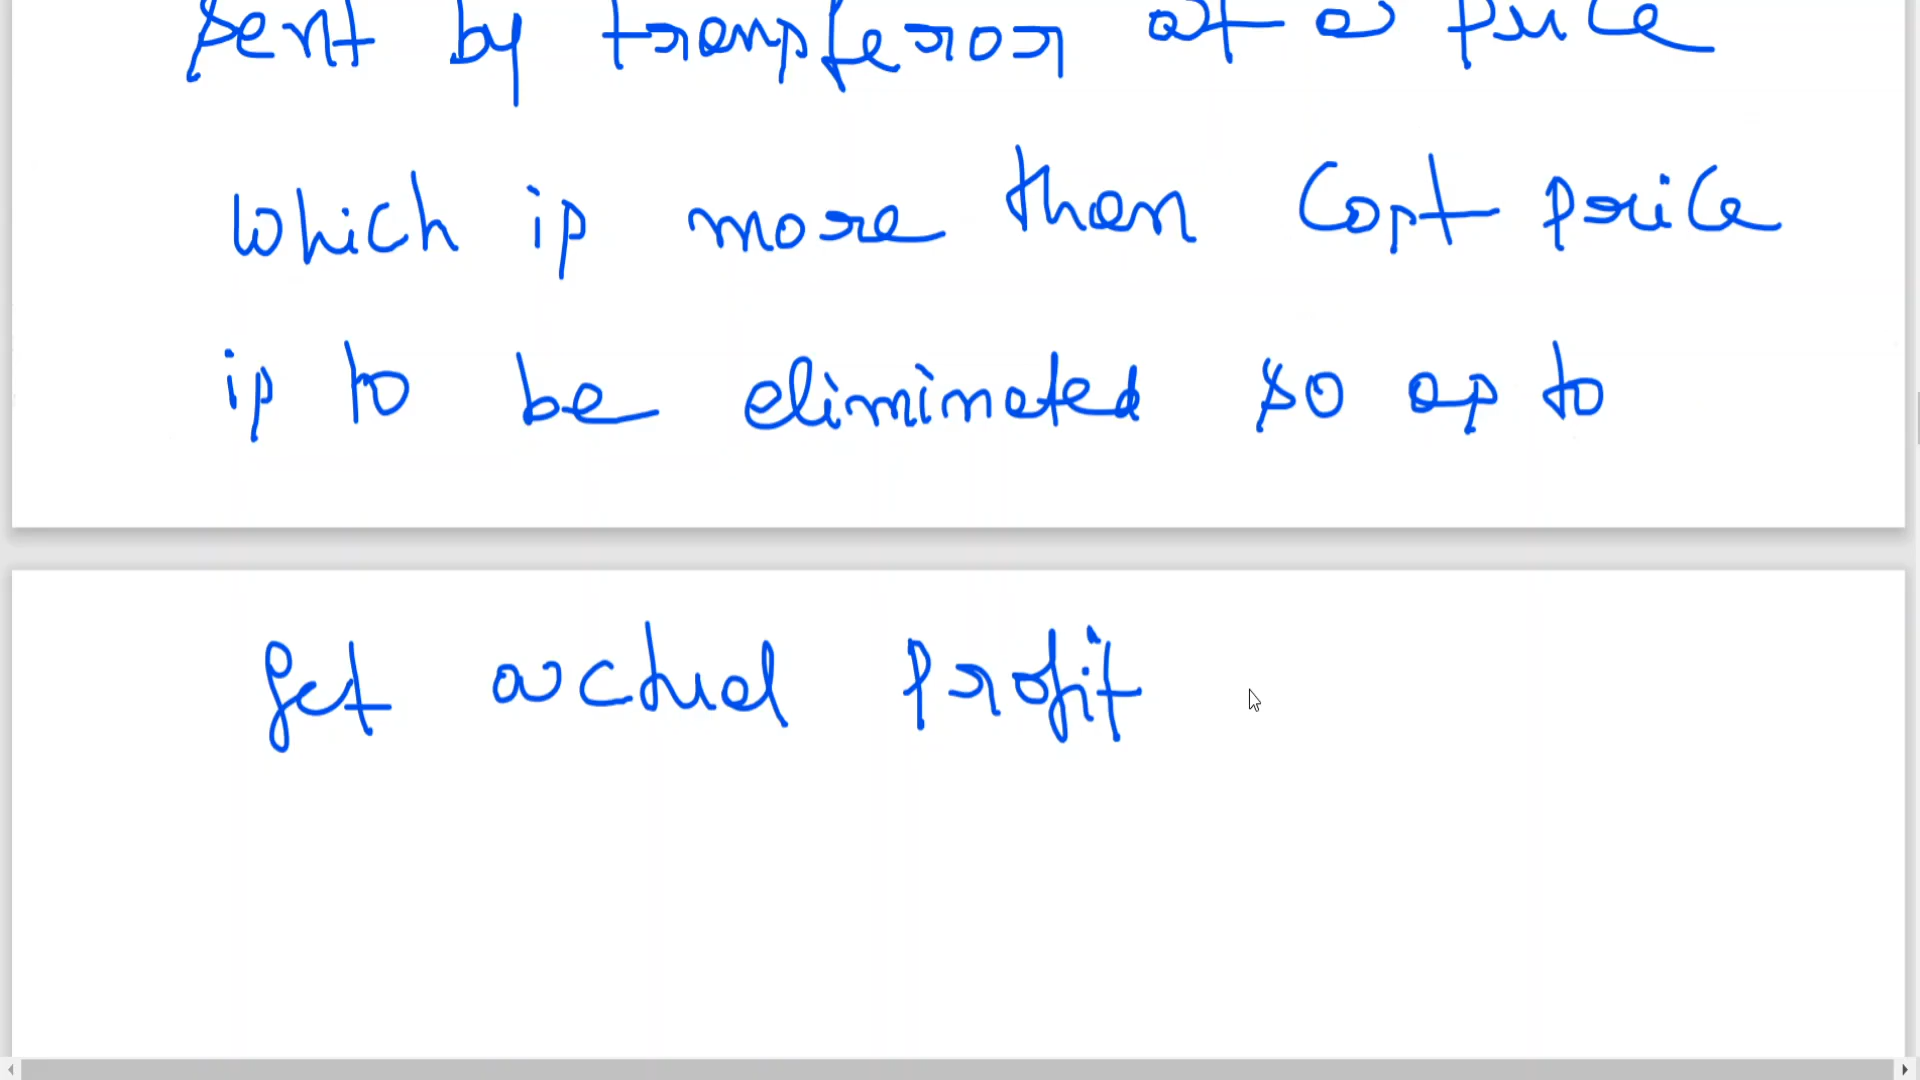 sent by transferor at a price
which is more than Cost price
is to be eliminated so as to
get actual profit